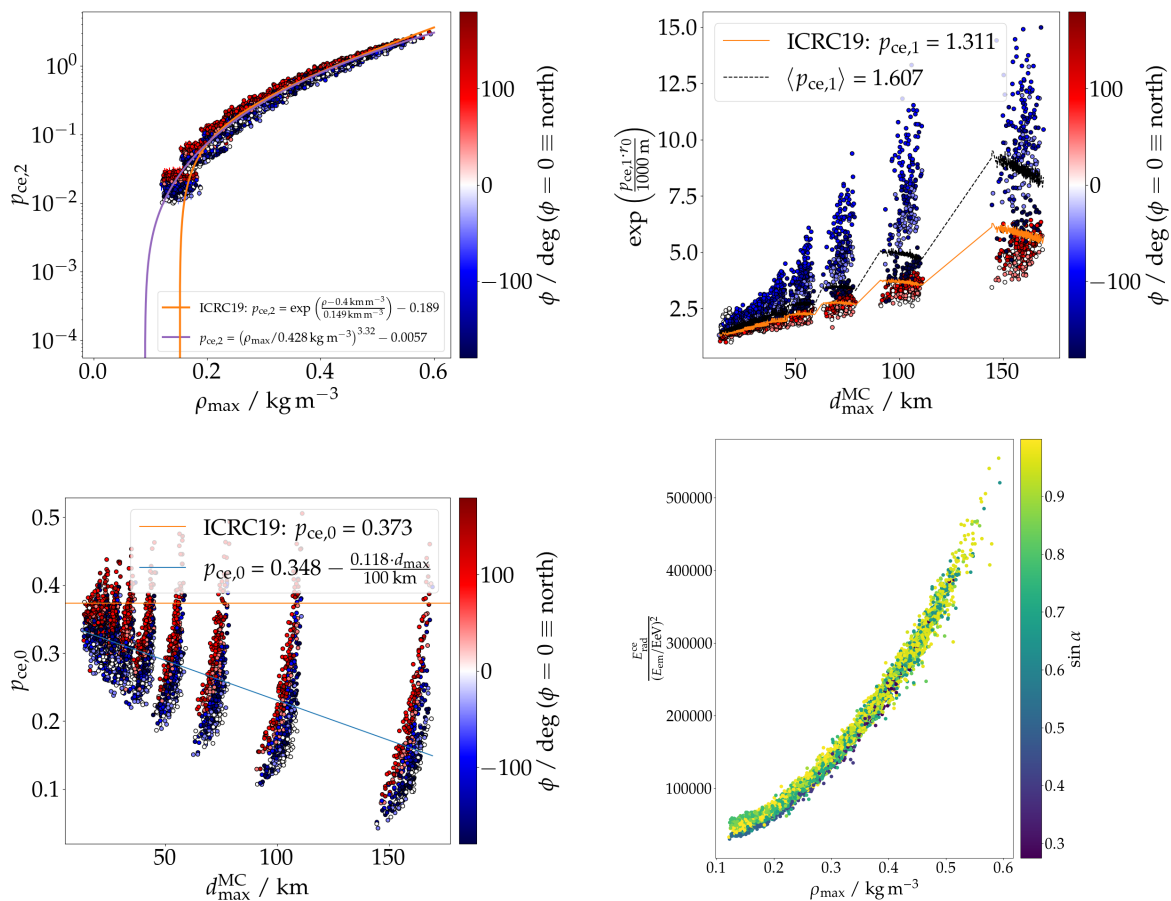 10⁰
10⁻¹
10⁻²
10⁻³
10⁻⁴
p_ce,2
ICRC19: p_ce,2 = exp ((ρ−0.4 km m⁻³)/(0.149 km m⁻³)) − 0.189
p_ce,2 = (ρ_max/0.428 kg m⁻³)^3.32 − 0.0057
0.0 0.2 0.4 0.6
ρ_max / kg m⁻³
100
0
−100
ϕ / deg (ϕ = 0 ≡ north)
15.0
12.5
10.0
7.5
5.0
2.5
exp (p_ce,1·r₀/1000 m)
ICRC19: p_ce,1 = 1.311
⟨p_ce,1⟩ = 1.607
50 100 150
d_max^MC / km
100
0
−100
ϕ / deg (ϕ = 0 ≡ north)
0.5
0.4
0.3
0.2
0.1
p_ce,0
ICRC19: p_ce,0 = 0.373
p_ce,0 = 0.348 − 0.118·d_max/100 km
50 100 150
d_max^MC / km
100
0
−100
ϕ / deg (ϕ = 0 ≡ north)
500000
400000
300000
200000
100000
E_rad^ce/(E_em/EeV)²
0.1 0.2 0.3 0.4 0.5 0.6
ρ_max / kg m⁻³
0.9
0.8
0.7
0.6
0.5
0.4
0.3
sin α